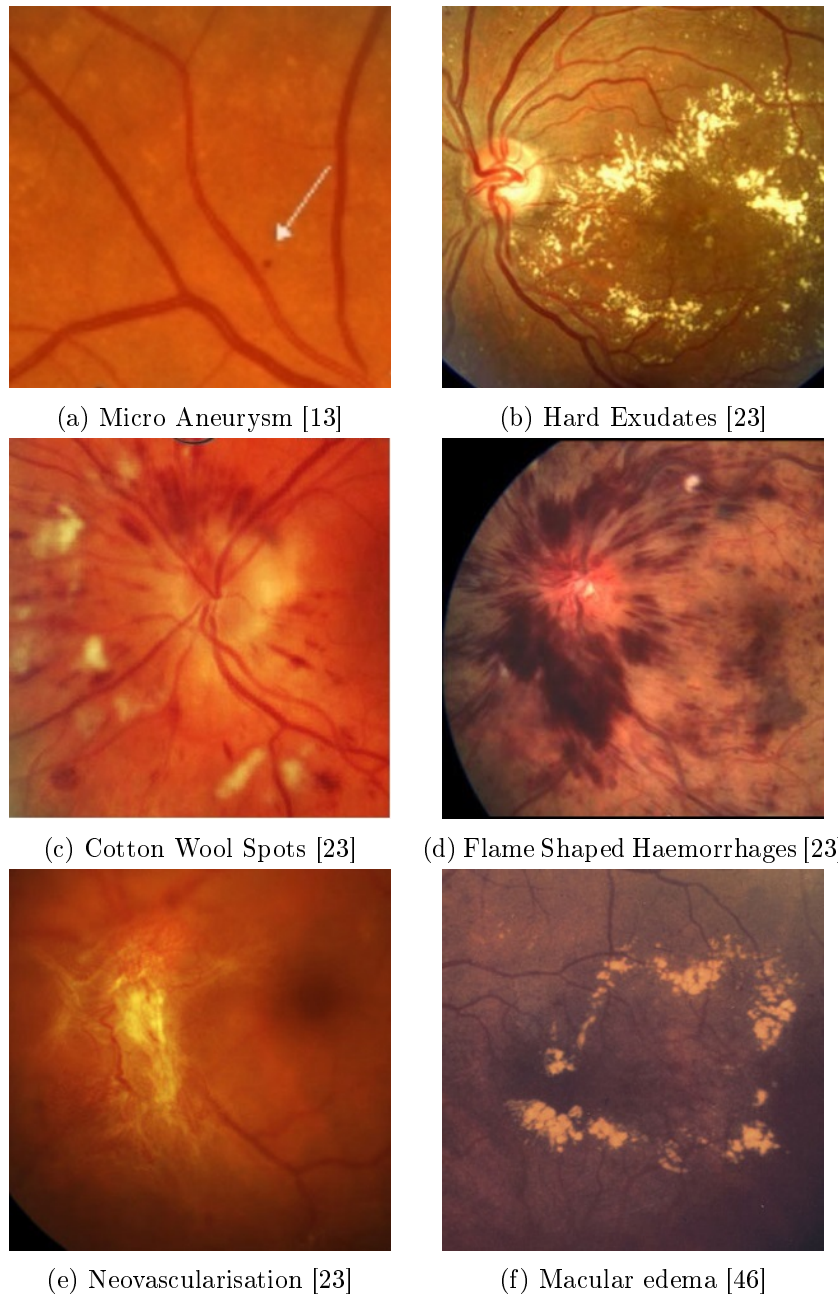 (a) Micro Aneurysm [13]
(b) Hard Exudates [23]
(c) Cotton Wool Spots [23]
(d) Flame Shaped Haemorrhages [23]
(e) Neovascularisation [23]
(f) Macular edema [46]